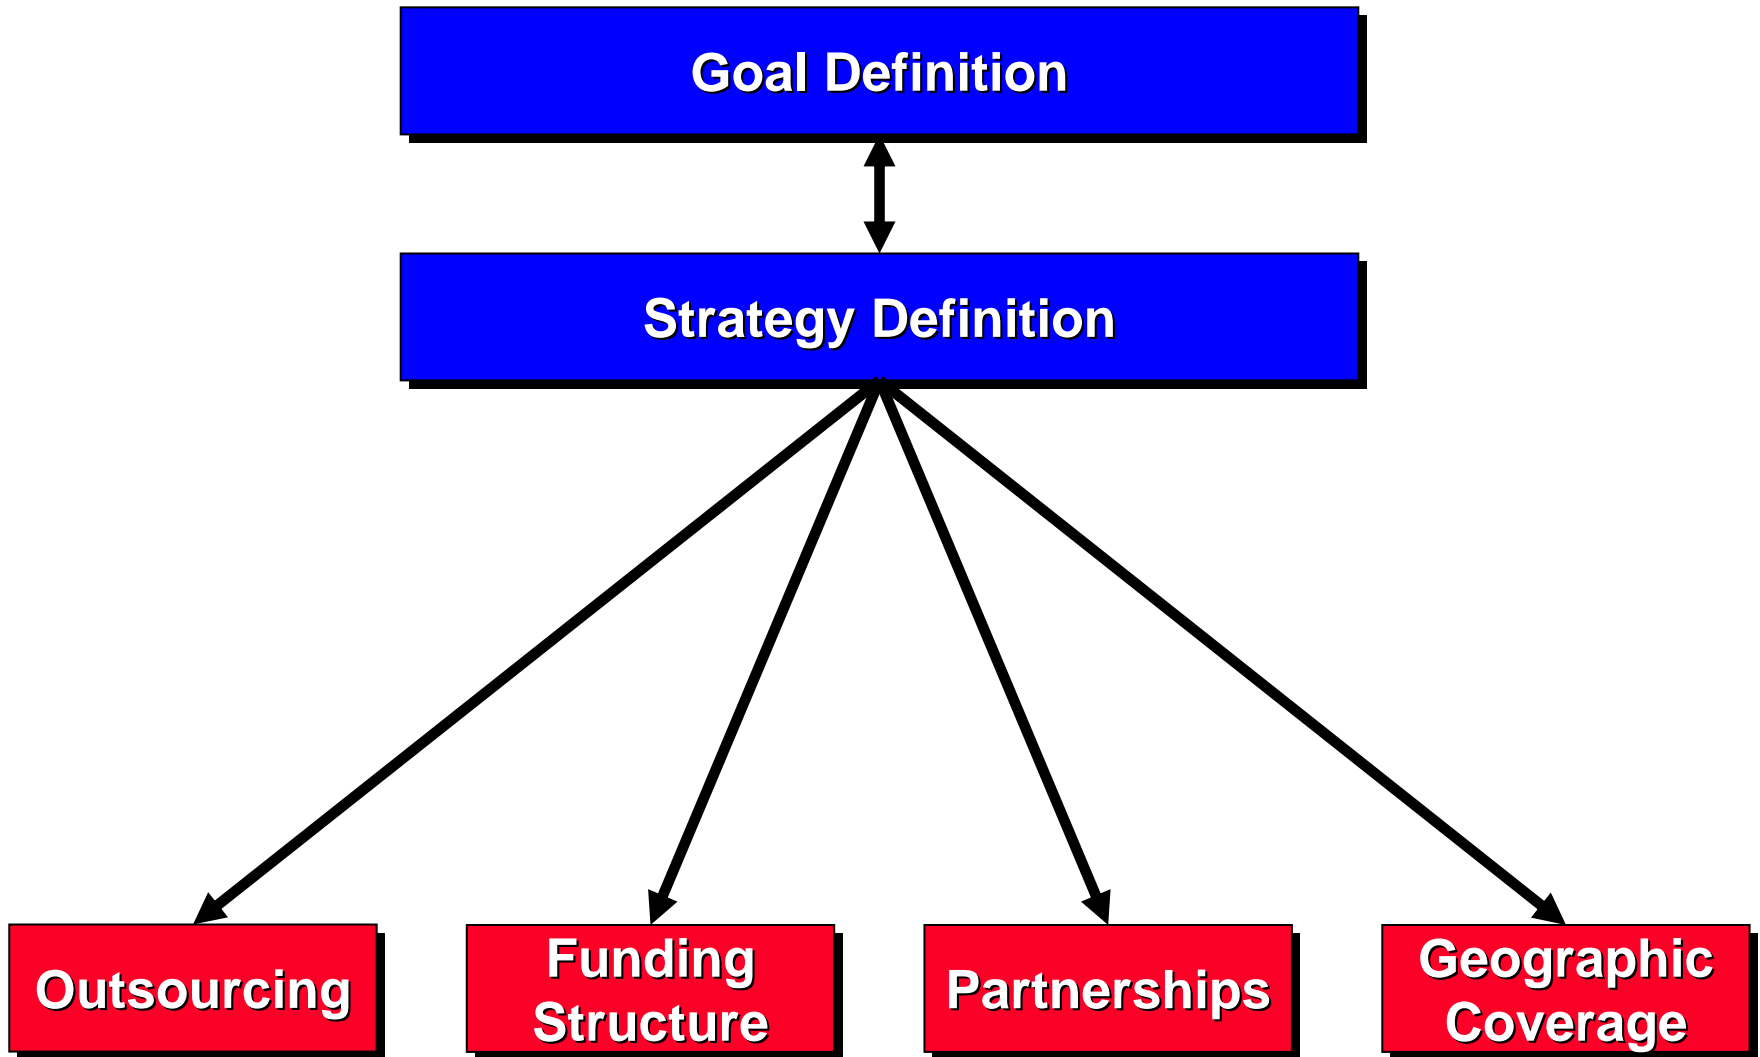 Goal Definition
Strategy Definition
Outsourcing
Funding
Structure
Partnerships
Geographic
Coverage